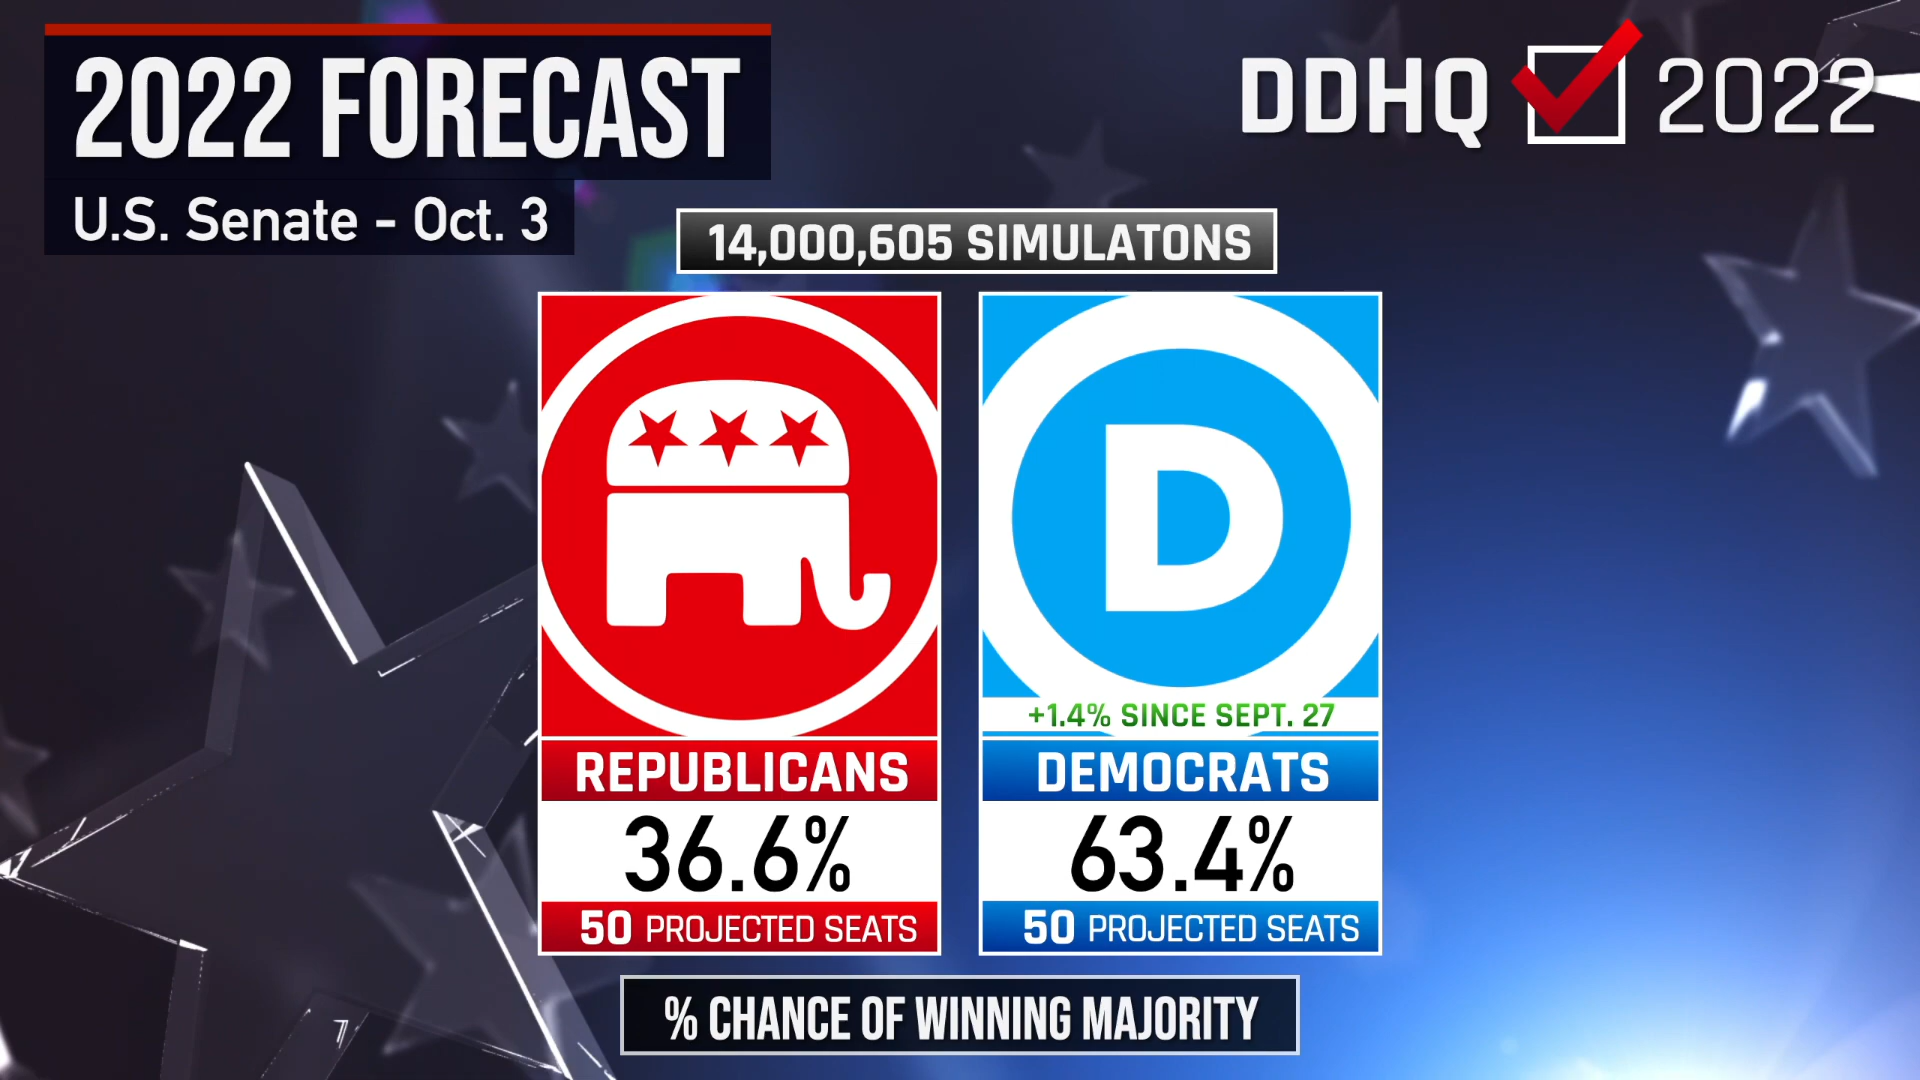 2022 FORECAST
U.S. Senate - Oct. 3
DDHQ 2022
14,000,605 SIMULATONS
D
+1.4% SINCE SEPT. 27
REPUBLICANS
36.6%
50 PROJECTED SEATS
DEMOCRATS
63.4%
50 PROJECTED SEATS
% CHANCE OF WINNING MAJORITY